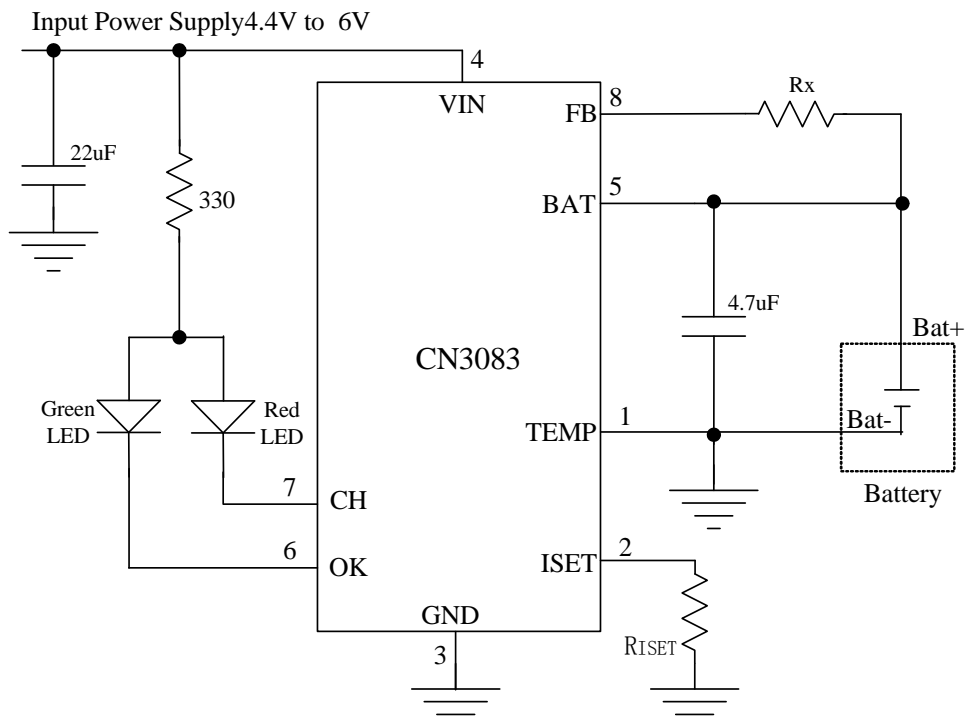 Input Power Supply4.4V to 6V
4
VIN
22uF
330
Rx
8
FB
5
BAT
4.7uF
Bat+
CN3083
Green
LED
Red
LED
1
TEMP
Bat-
Battery
7
CH
6
OK
2
ISET
GND
3
RISET